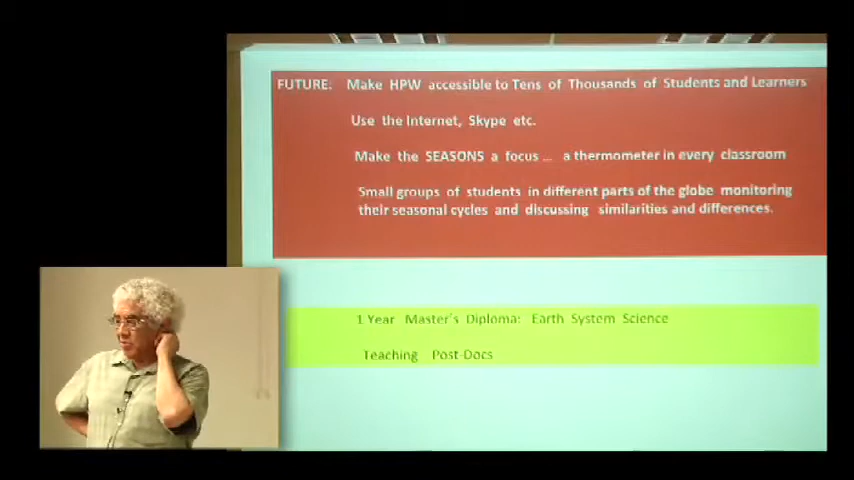 FUTURE: Make HPW accessible to Tens of Thousands of Students and Learners
Use the Internet, Skype etc.
Make the SEASONS a focus ... a thermometer in every classroom
Small groups of students in different parts of the globe monitoring
their seasonal cycles and discussing similarities and differences.
1 Year Master's Diploma: Earth System Science
Teaching Post-Docs